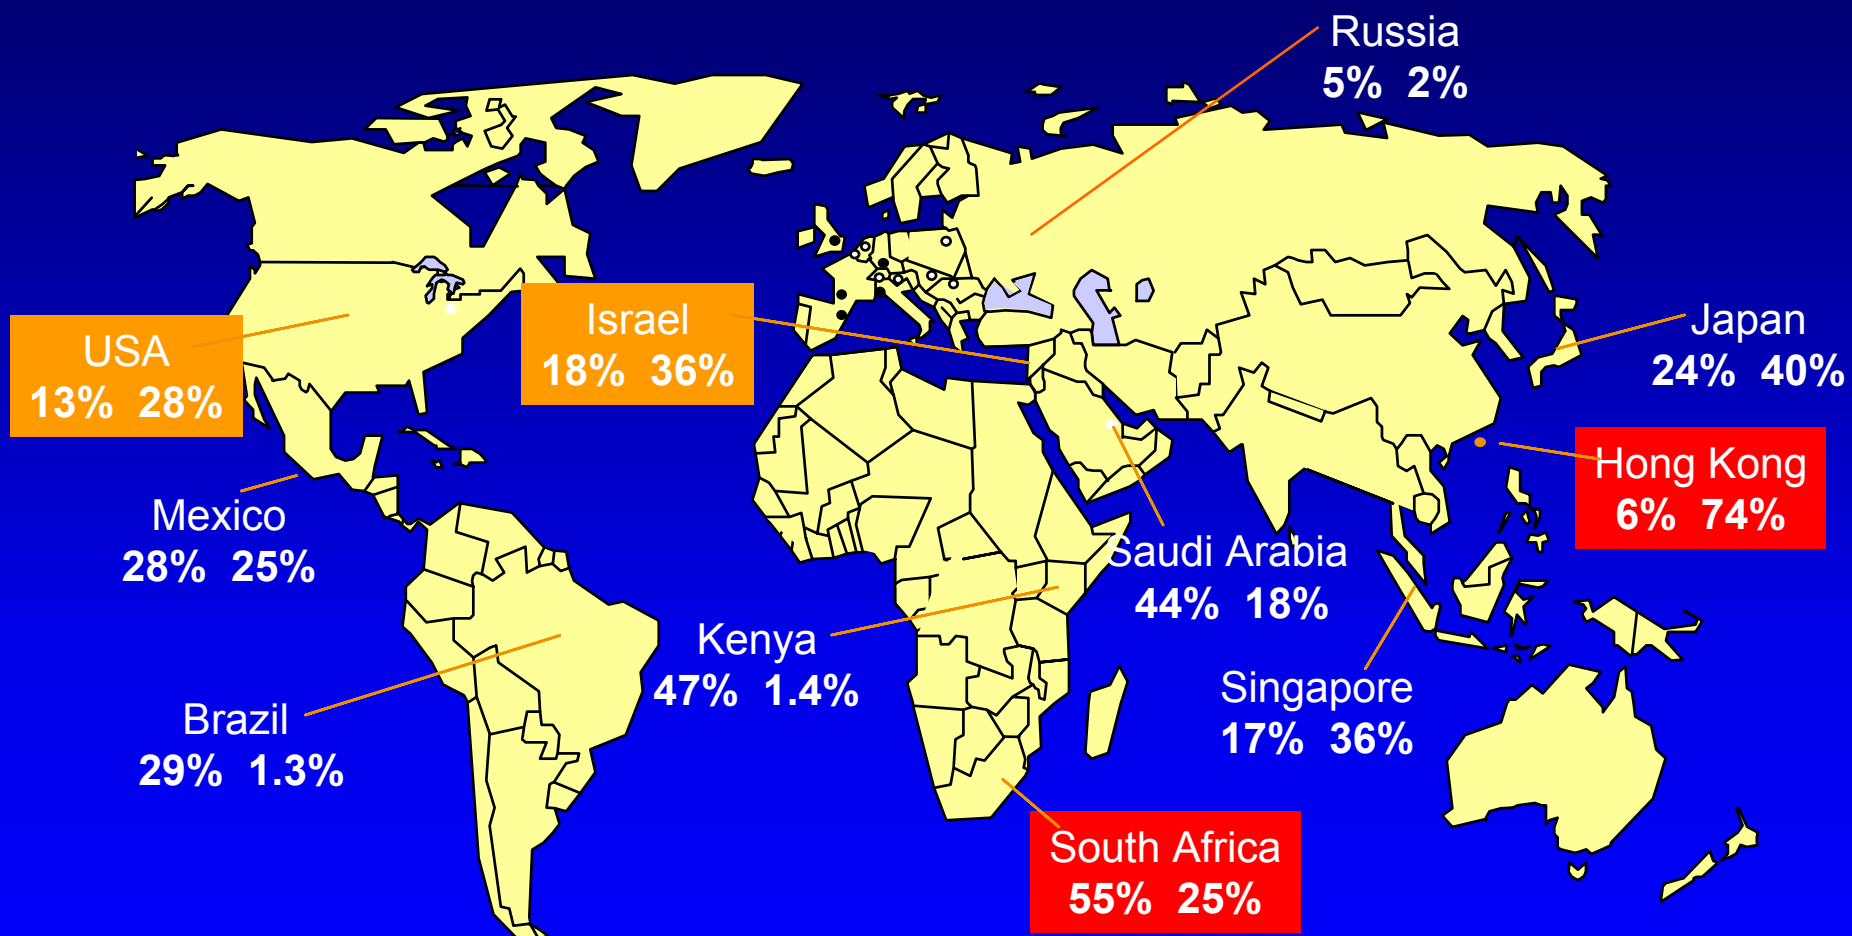 Russia
5% 2%
USA
13% 28%
Israel
18% 36%
Japan
24% 40%
Hong Kong
6% 74%
Mexico
28% 25%
Saudi Arabia
44% 18%
Kenya
47% 1.4%
Singapore
17% 36%
Brazil
29% 1.3%
South Africa
55% 25%